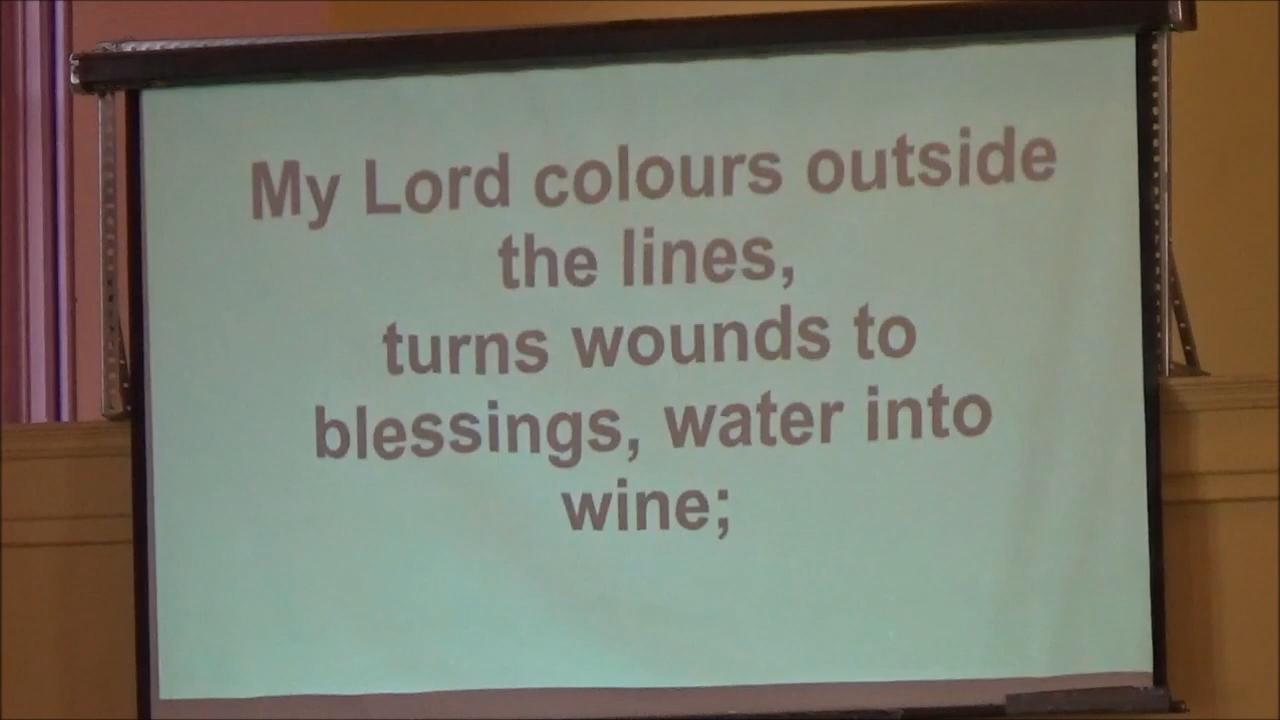 My Lord colours outside
the lines,
turns wounds to
blessings, water into
wine;